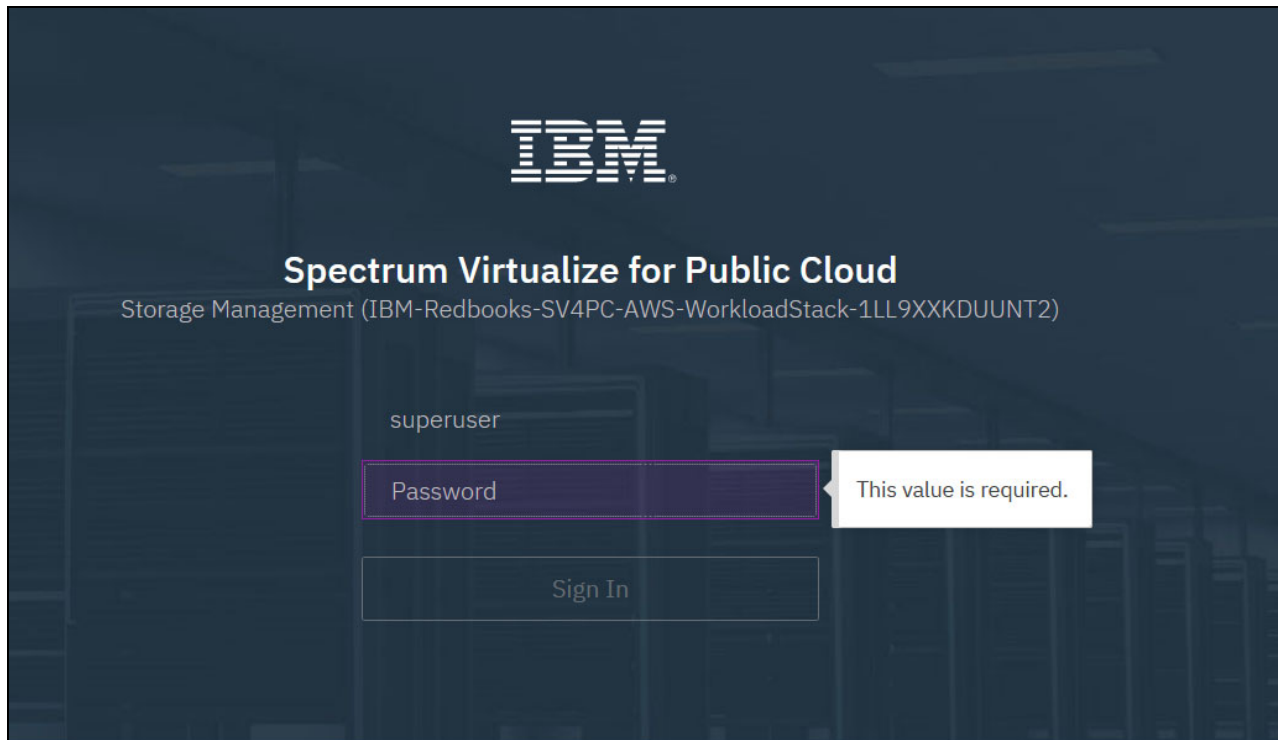 IBM®
Spectrum Virtualize for Public Cloud
Storage Management (IBM-Redbooks-SV4PC-AWS-WorkloadStack-1LL9XXKDUUNT2)
superuser
Password
This value is required.
Sign In